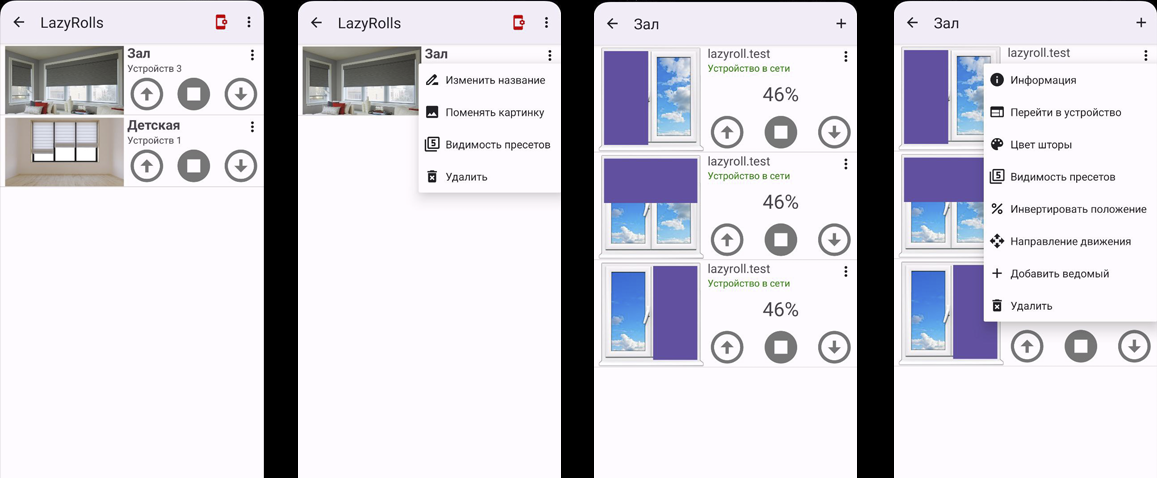 LazyRolls
Зал
Устройств 3
Детская
Устройств 1
LazyRolls
Зал
Изменить название
Поменять картинку
5
Видимость пресетов
Удалить
Зал
lazyroll.test
Устройство в сети
46%
lazyroll.test
Устройство в сети
46%
lazyroll.test
Устройство в сети
46%
Зал
lazyroll.test
Информация
Перейти в устройство
Цвет шторы
5
Видимость пресетов
Инвертировать положение
Направление движения
Добавить ведомый
Удалить